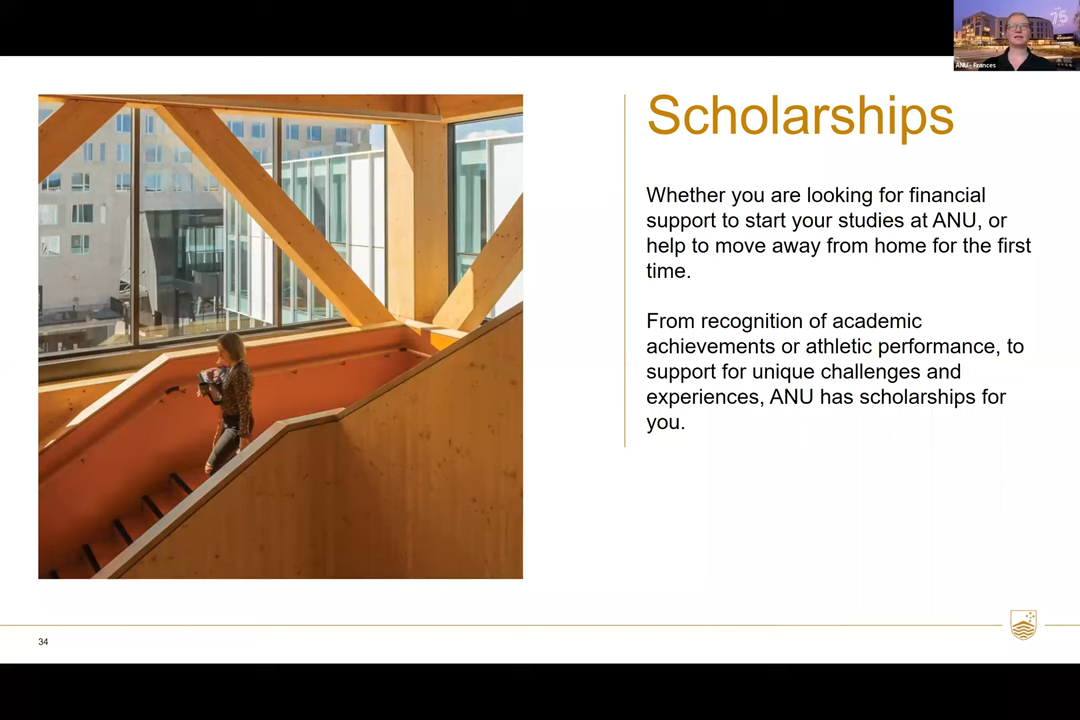 75
ANU - Frances
Scholarships
Whether you are looking for financial
support to start your studies at ANU, or
help to move away from home for the first
time.
From recognition of academic
achievements or athletic performance, to
support for unique challenges and
experiences, ANU has scholarships for
you.
34